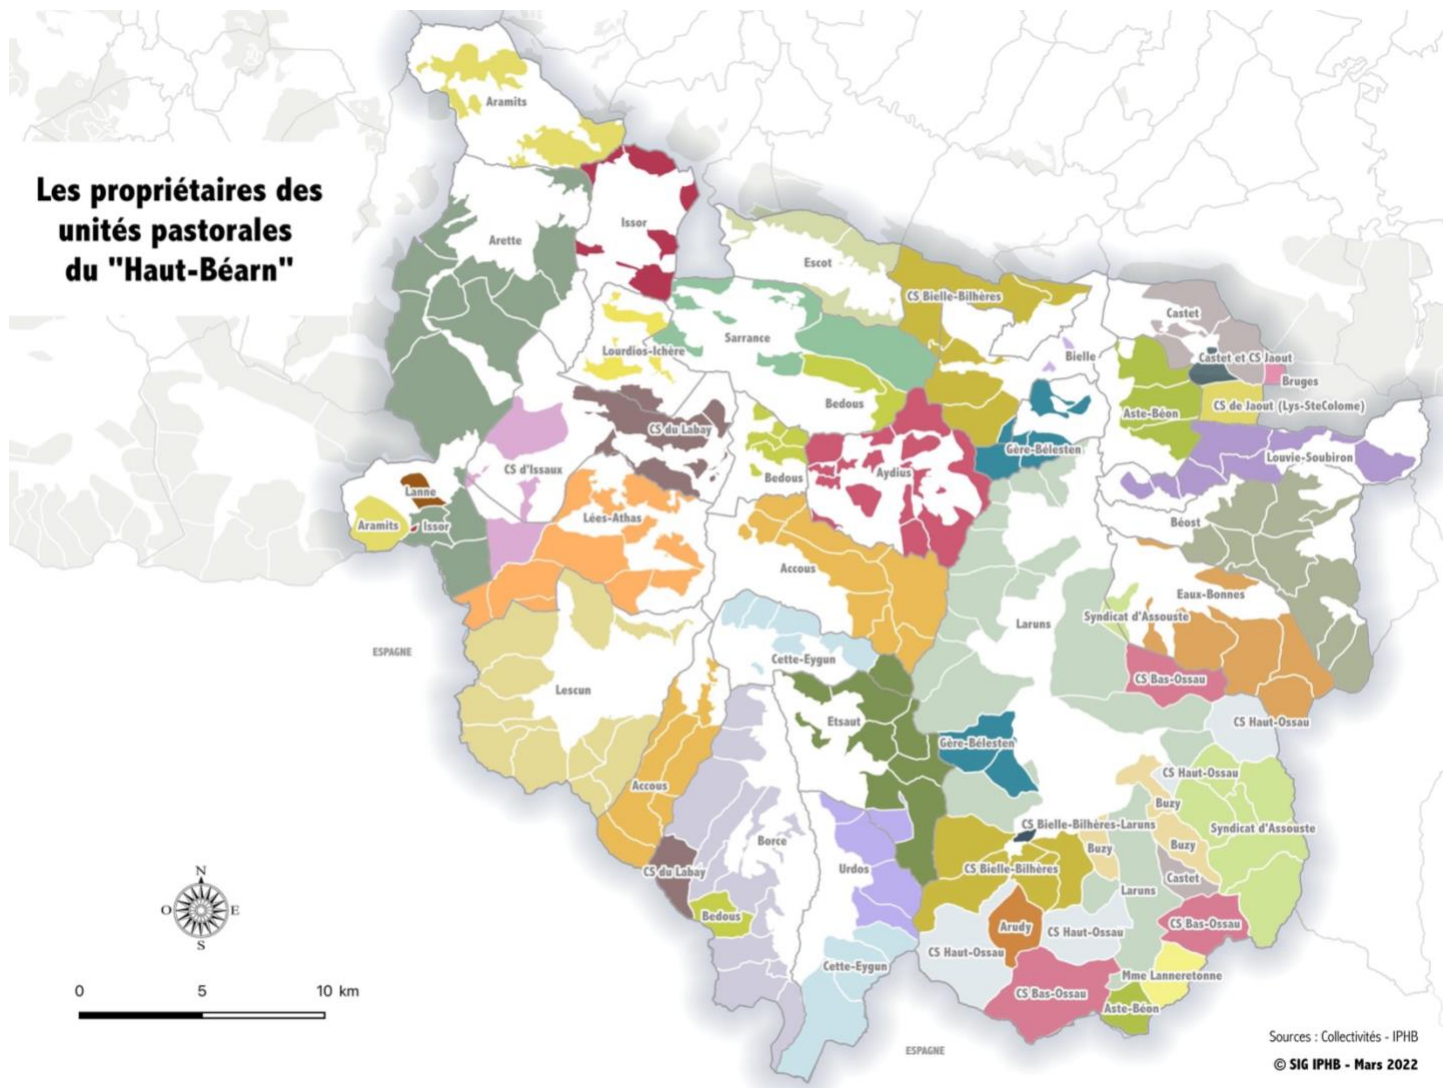 Les propriétaires des
unités pastorales
du "Haut-Béarn"
Aramits
Issor
Arette
Escot
CS Bielle-Bilhères
Castet
Sarrance
Lourdios-Ichère
Bielle
Castet et CS Jaout
Bruges
Bedous
Aste-Béon
CS de Jaout (Lys-SteColome)
CS du Labay
Gère-Bélesten
Louvie-Soubiron
CS d'Issaux
Bedous
Aydius
Lanne
Aramits
Issor
Lées-Athas
Béost
Accous
Eaux-Bonnes
Syndicat d'Assouste
Laruns
ESPAGNE
Cette-Eygun
CS Bas-Ossau
Lescun
Etsaut
CS Haut-Ossau
Gère-Bélesten
CS Haut-Ossau
Accous
Buzy
CS Bielle-Bilhères-Laruns
Syndicat d'Assouste
Borce
Buzy
Buzy
CS du Labay
Urdos
CS Bielle-Bilhères
Castet
Laruns
Bedous
Arudy
CS Haut-Ossau
CS Bas-Ossau
CS Haut-Ossau
Cette-Eygun
Mme Lanneretonne
CS Bas-Ossau
Aste-Béon
ESPAGNE
N
O
E
S
0 5 10 km
Sources : Collectivités - IPHB
© SIG IPHB - Mars 2022